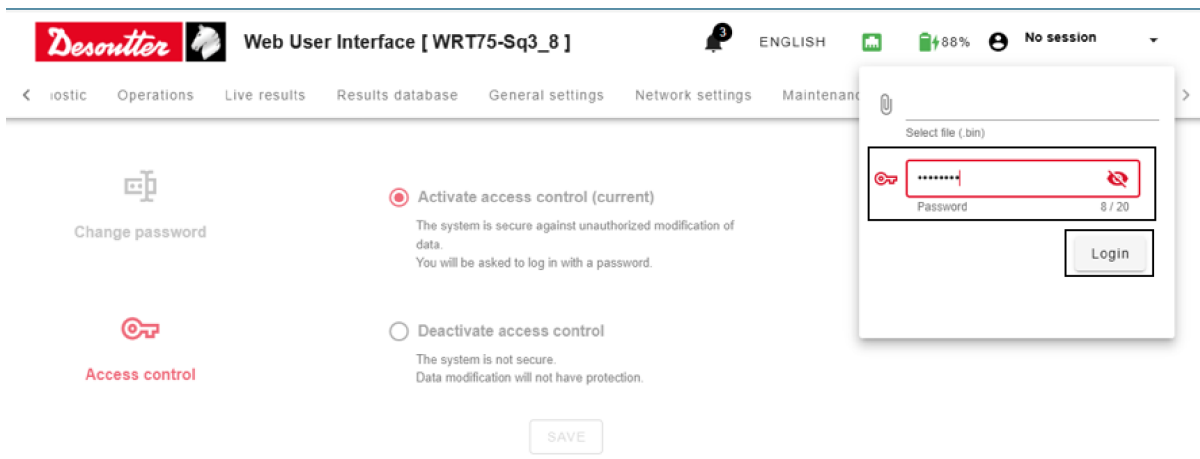 Desoutter
Web User Interface [ WRT75-Sq3_8 ]
3
ENGLISH
88%
No session
Operations
Live results
Results database
General settings
Network settings
Select file (.bin)
••••••••
Password
8 / 20
Login
Change password
Activate access control (current)
The system is secure against unauthorized modification of
data.
You will be asked to log in with a password.
Access control
Deactivate access control
The system is not secure.
Data modification will not have protection.
SAVE